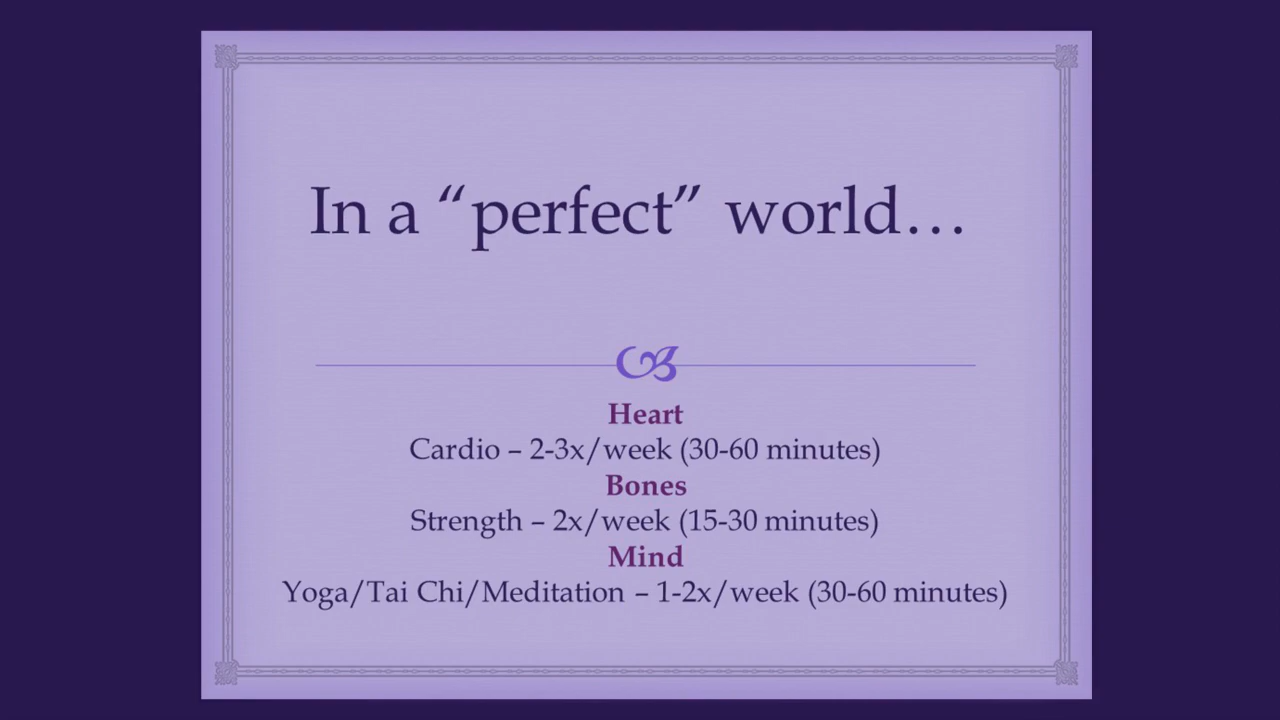 In a “perfect” world…
Heart
Cardio – 2-3x/week (30-60 minutes)
Bones
Strength – 2x/week (15-30 minutes)
Mind
Yoga/Tai Chi/Meditation – 1-2x/week (30-60 minutes)